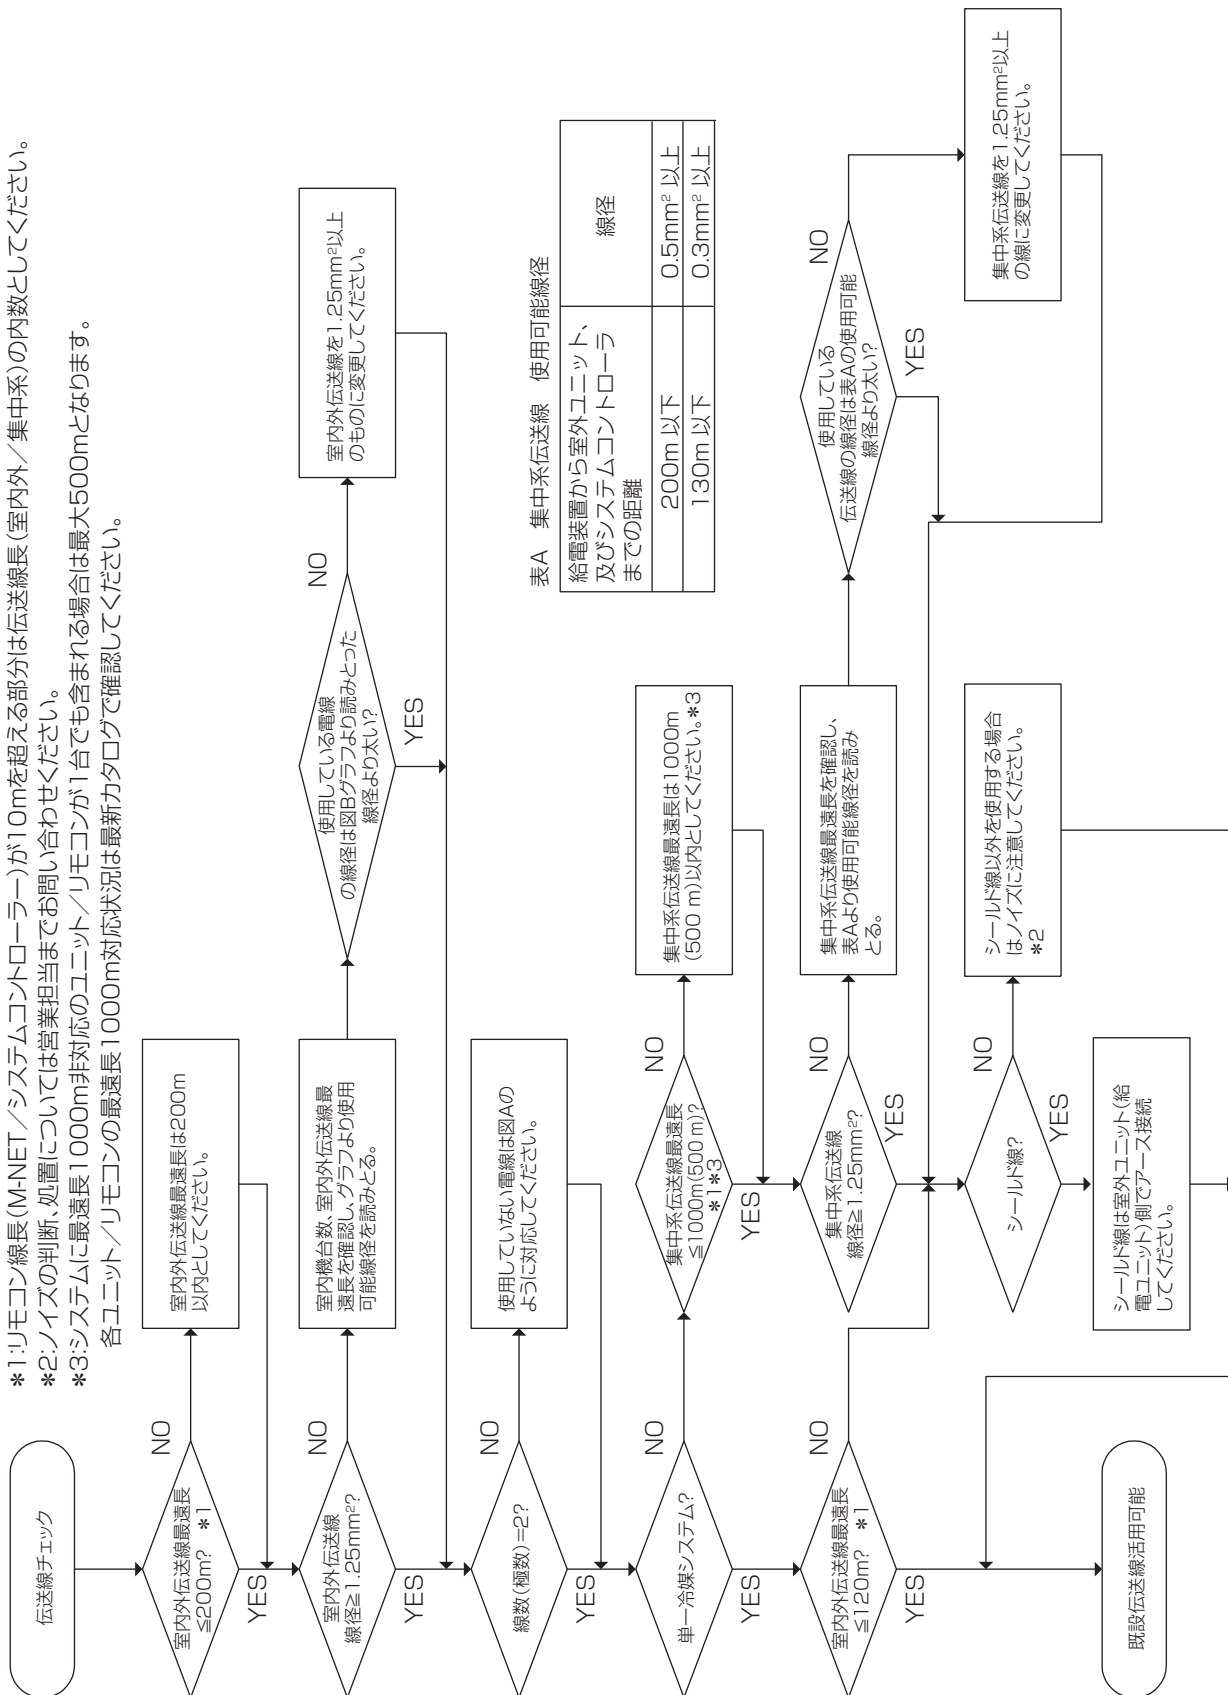 *1:リモコン線長(M-NET/システムコントローラー)が10mを超える部分は伝送線長(室内外/集中系)の内数としてください。
*2:ノイズの判断、処置については営業担当までお問い合わせください。
*3:システムに最遠長1000m非対応のユニット/リモコンが1台でも含まれる場合は最大500mとなります。
各ユニット/リモコンの最遠長1000m対応状況は最新カタログで確認してください。
伝送線チェック
室内外伝送線最遠長
≦200m? *1
NO
YES
室内外伝送線最遠長は200m
以内としてください。
室内外伝送線
線径≧1.25mm²?
NO
YES
室内機台数、室内外伝送線最
遠長を確認し、グラフより使用
可能線径を読みとる。
使用している電線
の線径は図Bグラフより読みとった
線径より太い?
NO
YES
室内外伝送線を1.25mm²以上
のものに変更してください。
線数(極数)=2?
NO
YES
使用していない電線は図Aの
ように対応してください。
単一冷媒システム?
NO
YES
集中系伝送線最遠長
≦1000m(500 m)?
*1*3
NO
YES
集中系伝送線最遠長は1000m
(500 m)以内としてください。*3
表A 集中系伝送線 使用可能線径
給電装置から室外ユニット、
及びシステムコントローラ
までの距離
線径
200m 以下
0.5mm² 以上
130m 以下
0.3mm² 以上
室内外伝送線最遠長
≦120m? *1
NO
YES
集中系伝送線
線径≧1.25mm²?
NO
YES
集中系伝送線最遠長を確認し、
表Aより使用可能線径を読み
とる。
使用している
伝送線の線径は表Aの使用可能
線径より太い?
NO
YES
集中系伝送線を1.25mm²以上
の線に変更してください。
シールド線?
NO
YES
シールド線以外を使用する場合
はノイズに注意してください。
*2
シールド線は室外ユニット(給
電ユニット)側でアース接続
してください。
既設伝送線活用可能